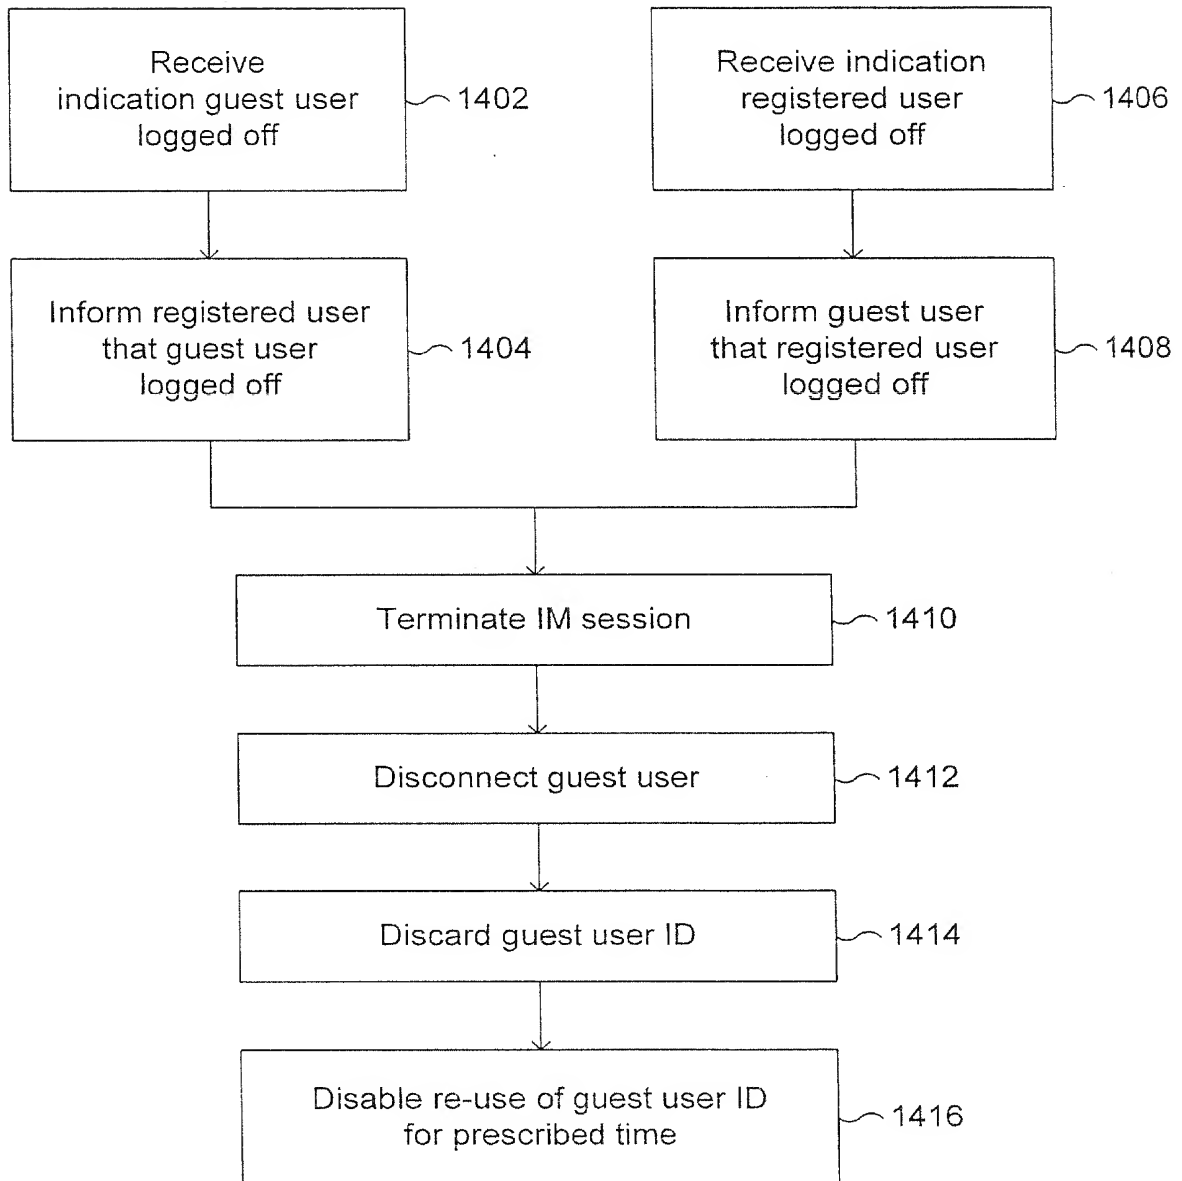 Receive
indication guest user
logged off
1402
Receive indication
registered user
logged off
1406
Inform registered user
that guest user
logged off
1404
Inform guest user
that registered user
logged off
1408
Terminate IM session
1410
Disconnect guest user
1412
Discard guest user ID
1414
Disable re-use of guest user ID
for prescribed time
1416